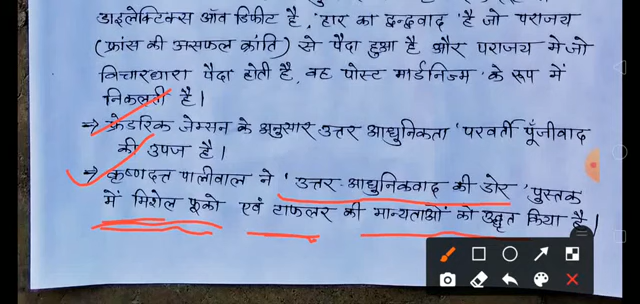 डाइलेक्टिक्स ऑव डिफीट है, 'हार का द्वन्द्ववाद' है जो पराजय
(फ्रांस की असफल क्रांति) से पैदा हुआ है और पराजय मे जो
विचारधारा पैदा होती है, वह पोस्ट मार्डनिज्म के रूप में
निकलती है।
⇒ फ्रेडरिक जेम्सन के अनुसार उत्तर आधुनिकता 'परवर्ती पूँजीवाद
की उपज है।
⇒ कृष्णदत्त पालीवाल ने 'उत्तर-आधुनिकवाद की डोर' पुस्तक
में मिशेल फूको एवं टाफलर की मान्यताओं को उद्धृत किया है।